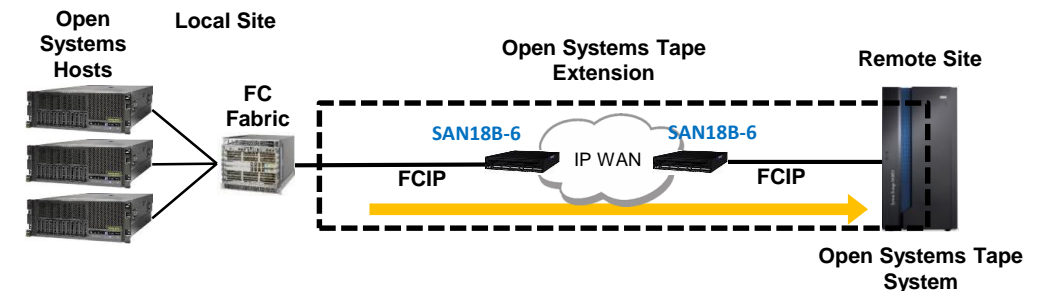 Open
Systems
Hosts
Local Site
FC
Fabric
Open Systems Tape
Extension
Remote Site
SAN18B-6
SAN18B-6
IP WAN
FCIP
FCIP
Open Systems Tape
System